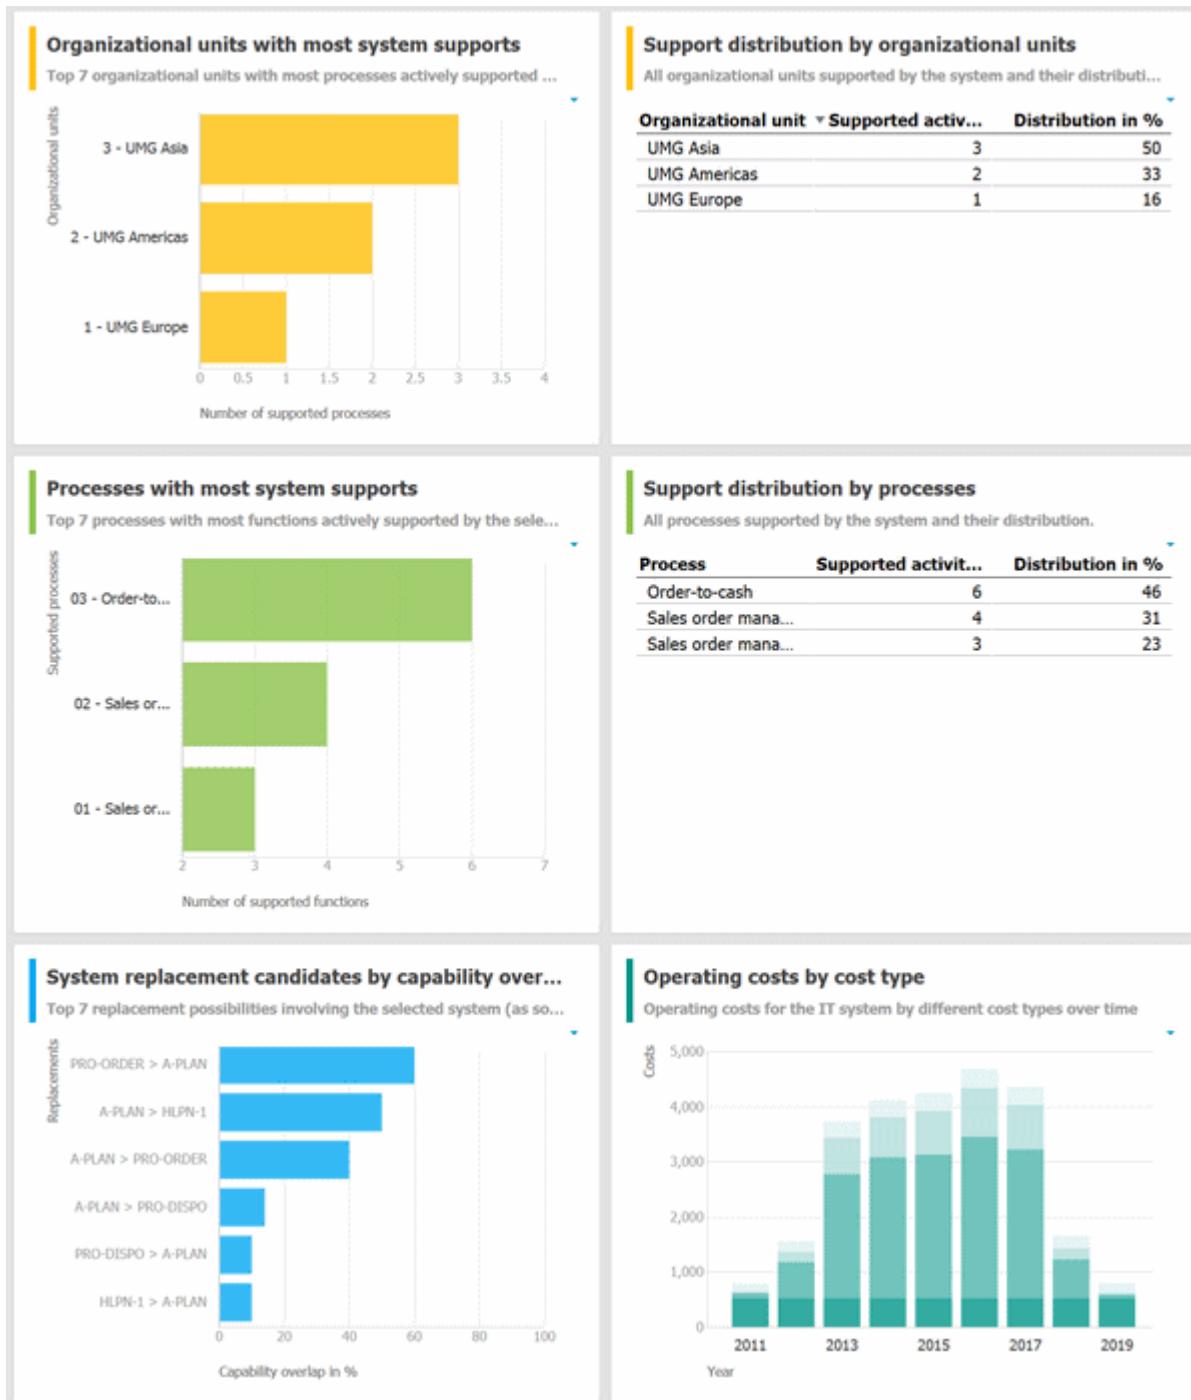 Organizational units with most system supports
Top 7 organizational units with most processes actively supported ...
Organizational units
3 - UMG Asia
2 - UMG Americas
1 - UMG Europe
0 0.5 1 1.5 2 2.5 3 3.5 4
Number of supported processes
Support distribution by organizational units
All organizational units supported by the system and their distributi...
Organizational unit Supported activ... Distribution in %
UMG Asia 3 50
UMG Americas 2 33
UMG Europe 1 16
Processes with most system supports
Top 7 processes with most functions actively supported by the sele...
Supported processes
03 - Order-to...
02 - Sales or...
01 - Sales or...
2 3 4 5 6 7
Number of supported functions
Support distribution by processes
All processes supported by the system and their distribution.
Process Supported activit... Distribution in %
Order-to-cash 6 46
Sales order mana... 4 31
Sales order mana... 3 23
System replacement candidates by capability over...
Top 7 replacement possibilities involving the selected system (as so...
Replacements
PRO-ORDER > A-PLAN
A-PLAN > HLPN-1
A-PLAN > PRO-ORDER
A-PLAN > PRO-DISPO
PRO-DISPO > A-PLAN
HLPN-1 > A-PLAN
0 20 40 60 80 100
Capability overlap in %
Operating costs by cost type
Operating costs for the IT system by different cost types over time
Costs
5,000
4,000
3,000
2,000
1,000
0
2011 2013 2015 2017 2019
Year